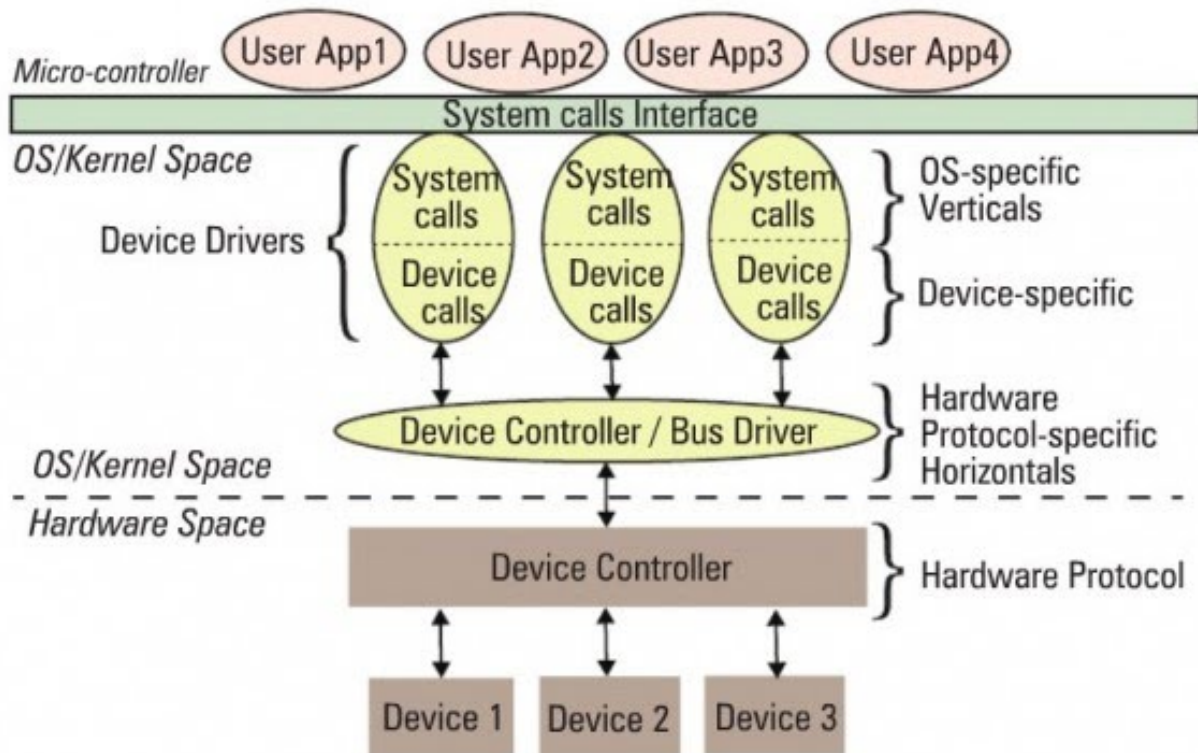 User App1
User App2
User App3
User App4
Micro-controller
System calls Interface
OS/Kernel Space
Device Drivers
System
calls
Device
calls
System
calls
Device
calls
System
calls
Device
calls
OS-specific
Verticals
Device-specific
Device Controller / Bus Driver
Hardware
Protocol-specific
Horizontals
OS/Kernel Space
Hardware Space
Device Controller
Hardware Protocol
Device 1
Device 2
Device 3